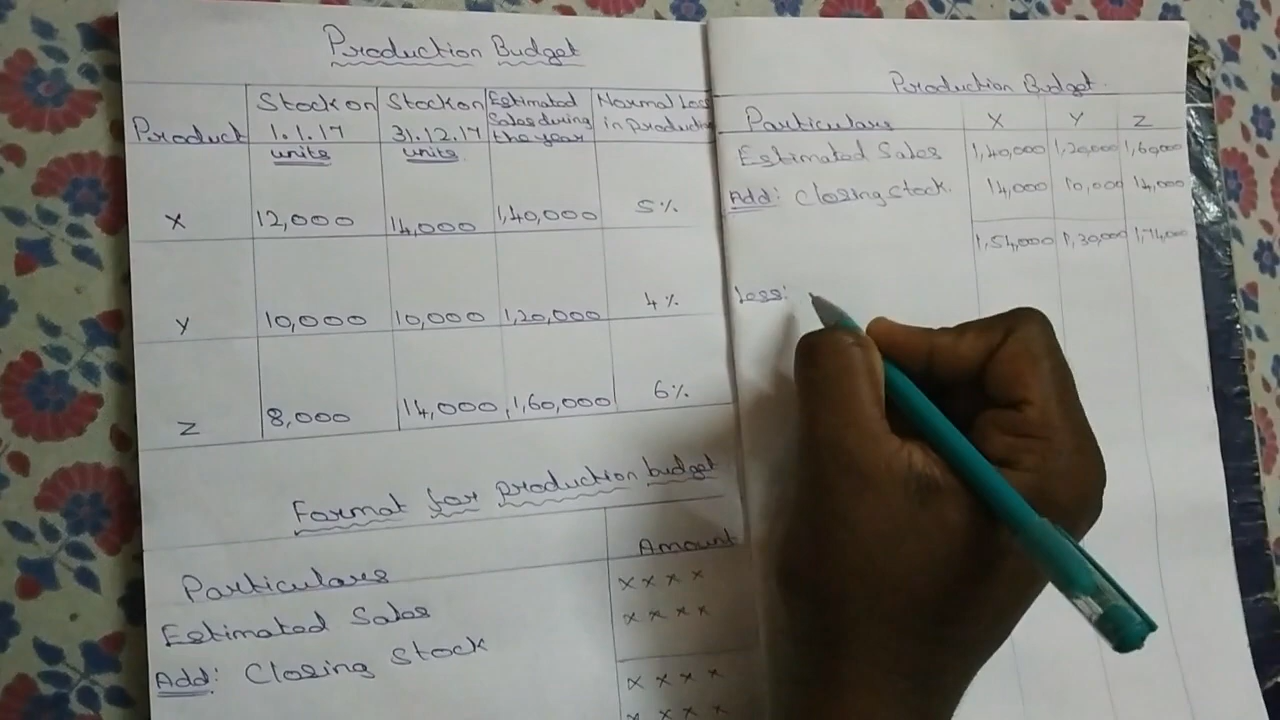 Production Budget
Product
Stock on
1.1.17
units
Stock on
31.12.17
units
Estimated
Sales during
the year
Normal Loss
in Producti
X 12,000 14,000 1,40,000 5%
Y 10,000 10,000 1,20,000 4%
Z 8,000 14,000 1,60,000 6%
Format for production budget
Particulars Amount
Estimated Sales x x x x
x x x x
Add: Closing Stock
x x x x
x x x x
Production Budget
Particulars X Y Z
Estimated Sales 1,40,000 1,20,000 1,60,000
Add: Closing Stock. 14,000 10,000 14,000
1,54,000 1,30,000 1,74,000
Less: